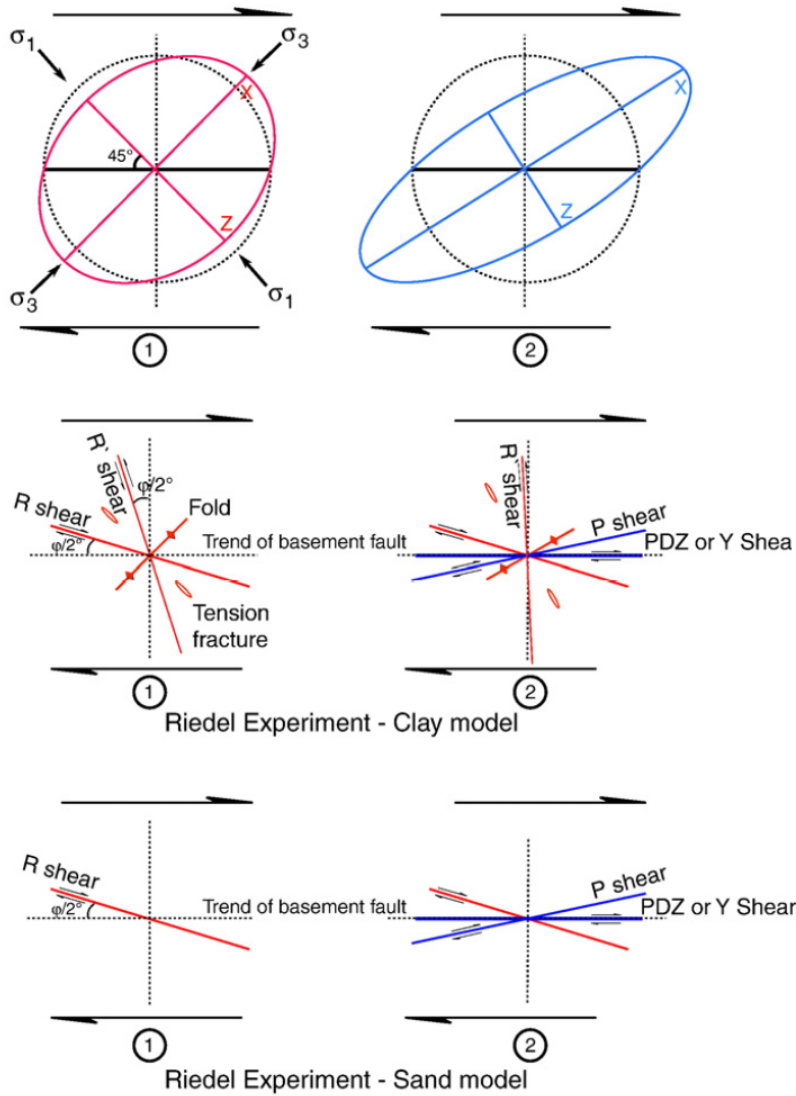 σ1
σ3
X
45°
Z
σ3
σ1
1
X
Z
2
R` shear
φ/2°
R shear
φ/2°
Fold
Trend of basement fault
Tension
fracture
1
R` shear
P shear
PDZ or Y Shea
2
Riedel Experiment - Clay model
R shear
φ/2°
Trend of basement fault
1
P shear
PDZ or Y Shear
2
Riedel Experiment - Sand model